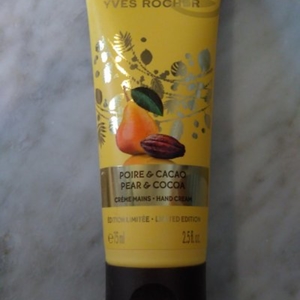 YVES ROCHER
POIRE & CACAO
PEAR & COCOA
CRÈME MAINS • HAND CREAM
ÉDITION LIMITÉE • LIMITED EDITION
e 75ml 2.5 fl.oz.